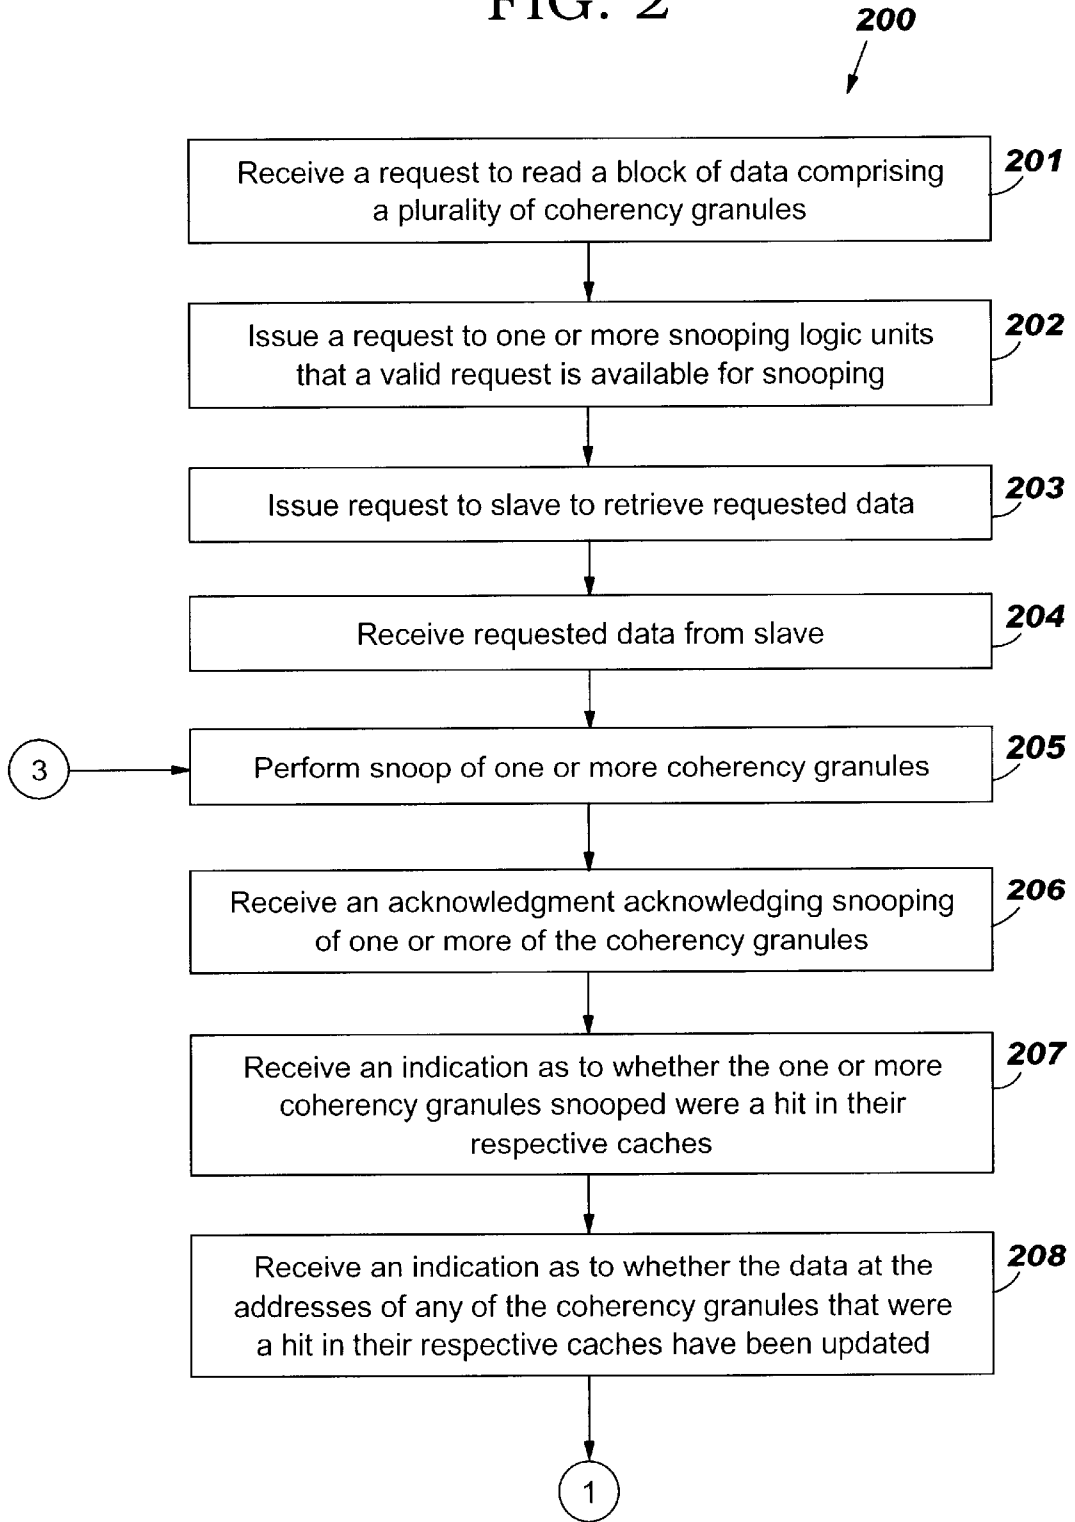 FIG. 2
200
201
Receive a request to read a block of data comprising
a plurality of coherency granules
202
Issue a request to one or more snooping logic units
that a valid request is available for snooping
203
Issue request to slave to retrieve requested data
204
Receive requested data from slave
205
3
Perform snoop of one or more coherency granules
206
Receive an acknowledgment acknowledging snooping
of one or more of the coherency granules
207
Receive an indication as to whether the one or more
coherency granules snooped were a hit in their
respective caches
208
Receive an indication as to whether the data at the
addresses of any of the coherency granules that were
a hit in their respective caches have been updated
1